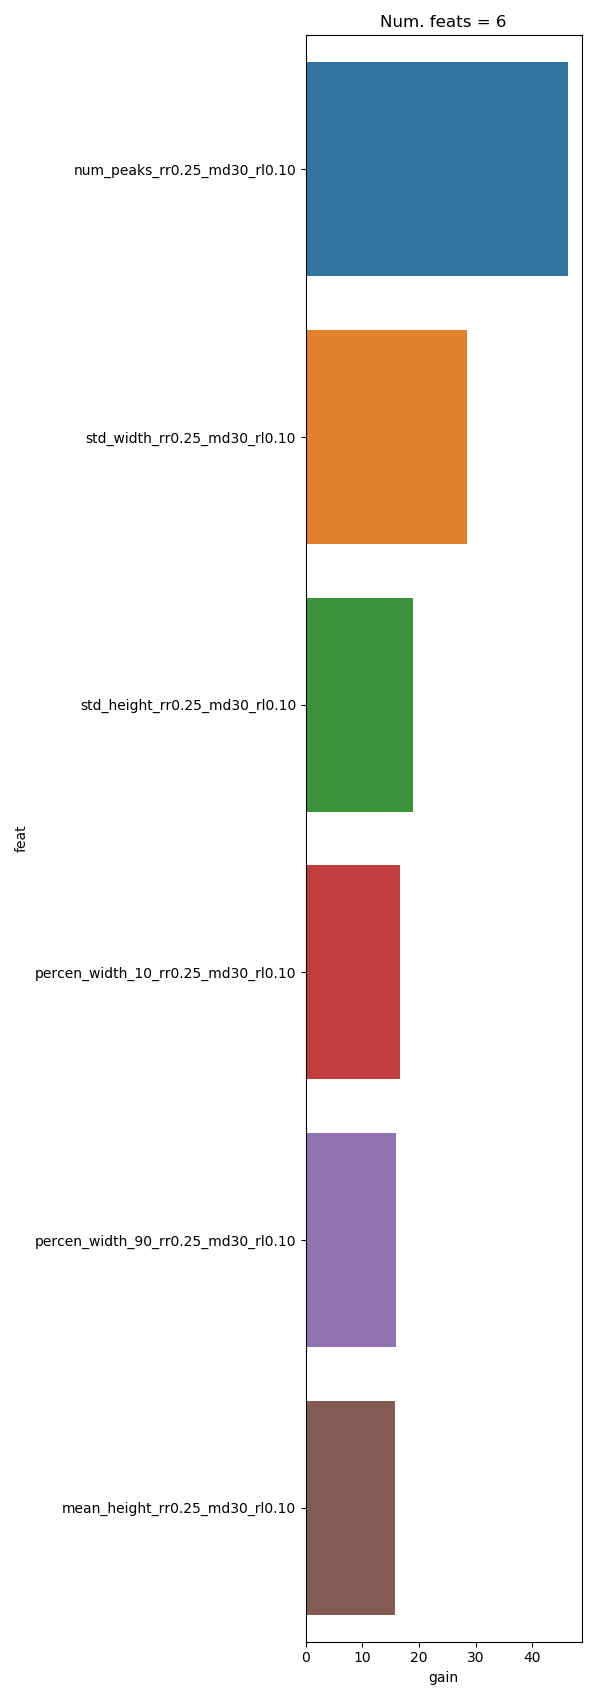 Num. feats = 6
num_peaks_rr0.25_md30_rl0.10
std_width_rr0.25_md30_rl0.10
std_height_rr0.25_md30_rl0.10
feat
percen_width_10_rr0.25_md30_rl0.10
percen_width_90_rr0.25_md30_rl0.10
mean_height_rr0.25_md30_rl0.10
0 10 20 30 40
gain